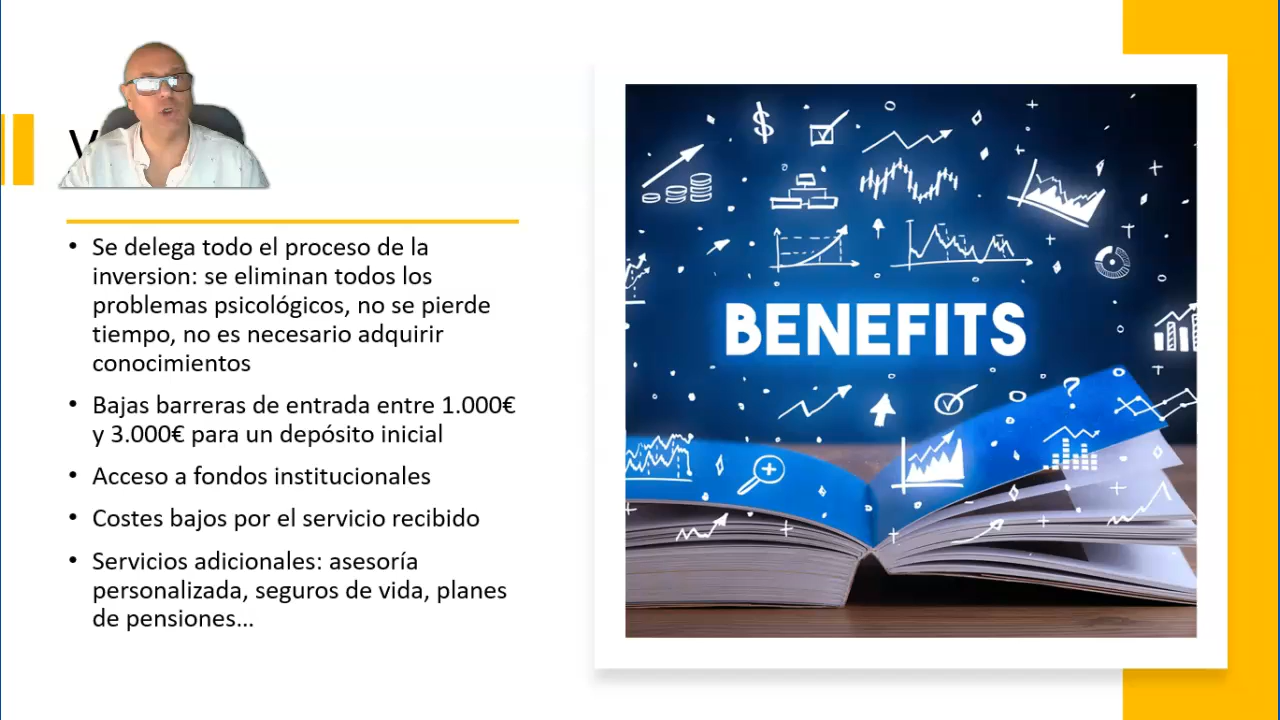 • Se delega todo el proceso de la
inversion: se eliminan todos los
problemas psicológicos, no se pierde
tiempo, no es necesario adquirir
conocimientos
• Bajas barreras de entrada entre 1.000€
y 3.000€ para un depósito inicial
• Acceso a fondos institucionales
• Costes bajos por el servicio recibido
• Servicios adicionales: asesoría
personalizada, seguros de vida, planes
de pensiones...
BENEFITS